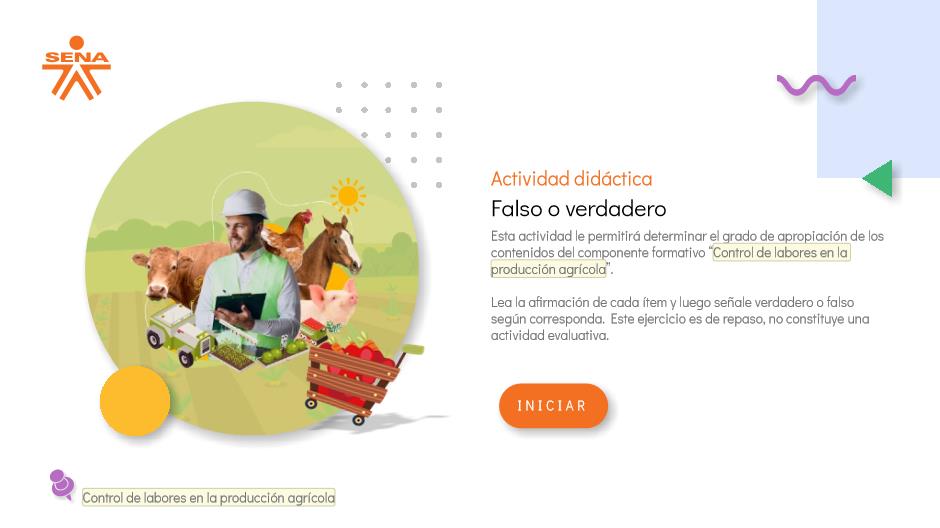 SENA
Actividad didáctica
Falso o verdadero
Esta actividad le permitirá determinar el grado de apropiación de los
contenidos del componente formativo “Control de labores en la
producción agrícola”.
Lea la afirmación de cada ítem y luego señale verdadero o falso
según corresponda. Este ejercicio es de repaso, no constituye una
actividad evaluativa.
INICIAR
Control de labores en la producción agrícola